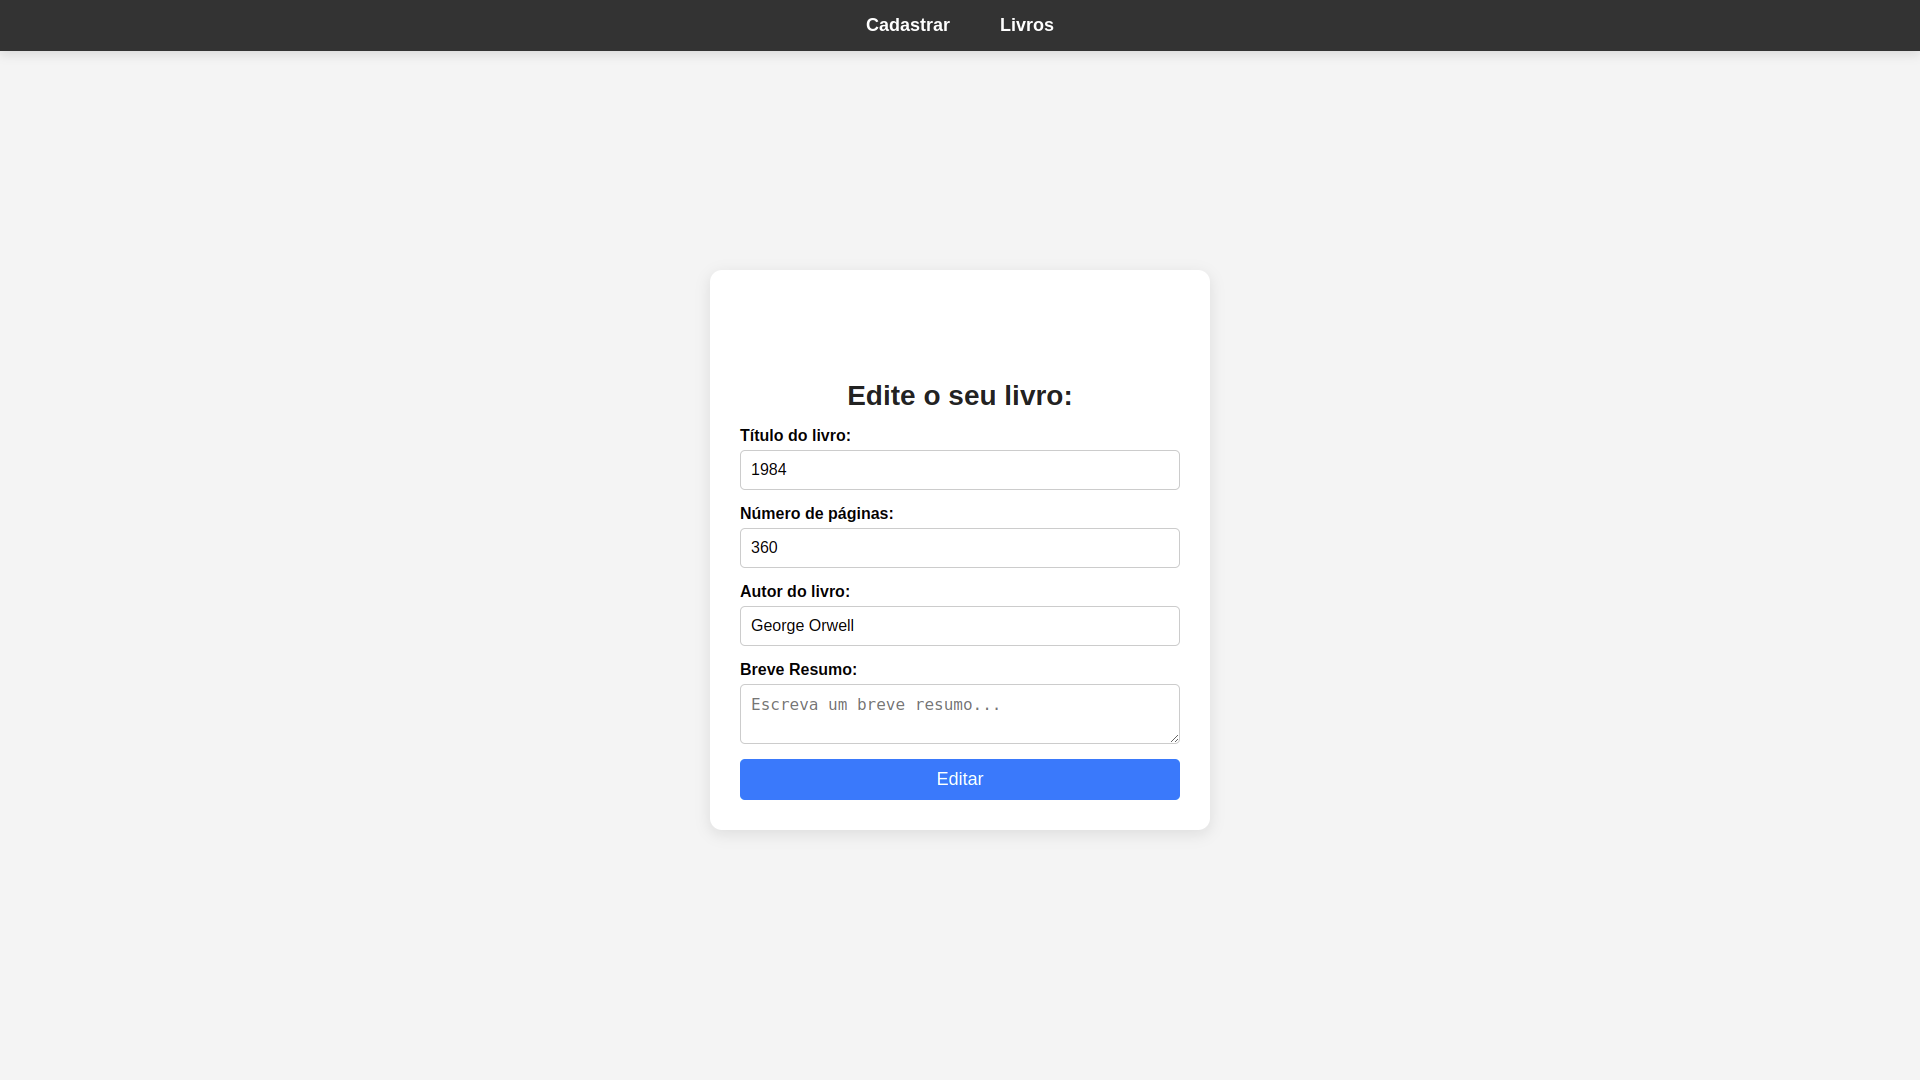 Cadastrar Livros
Edite o seu livro:
Título do livro:
1984
Número de páginas:
360
Autor do livro:
George Orwell
Breve Resumo:
Escreva um breve resumo...
Editar